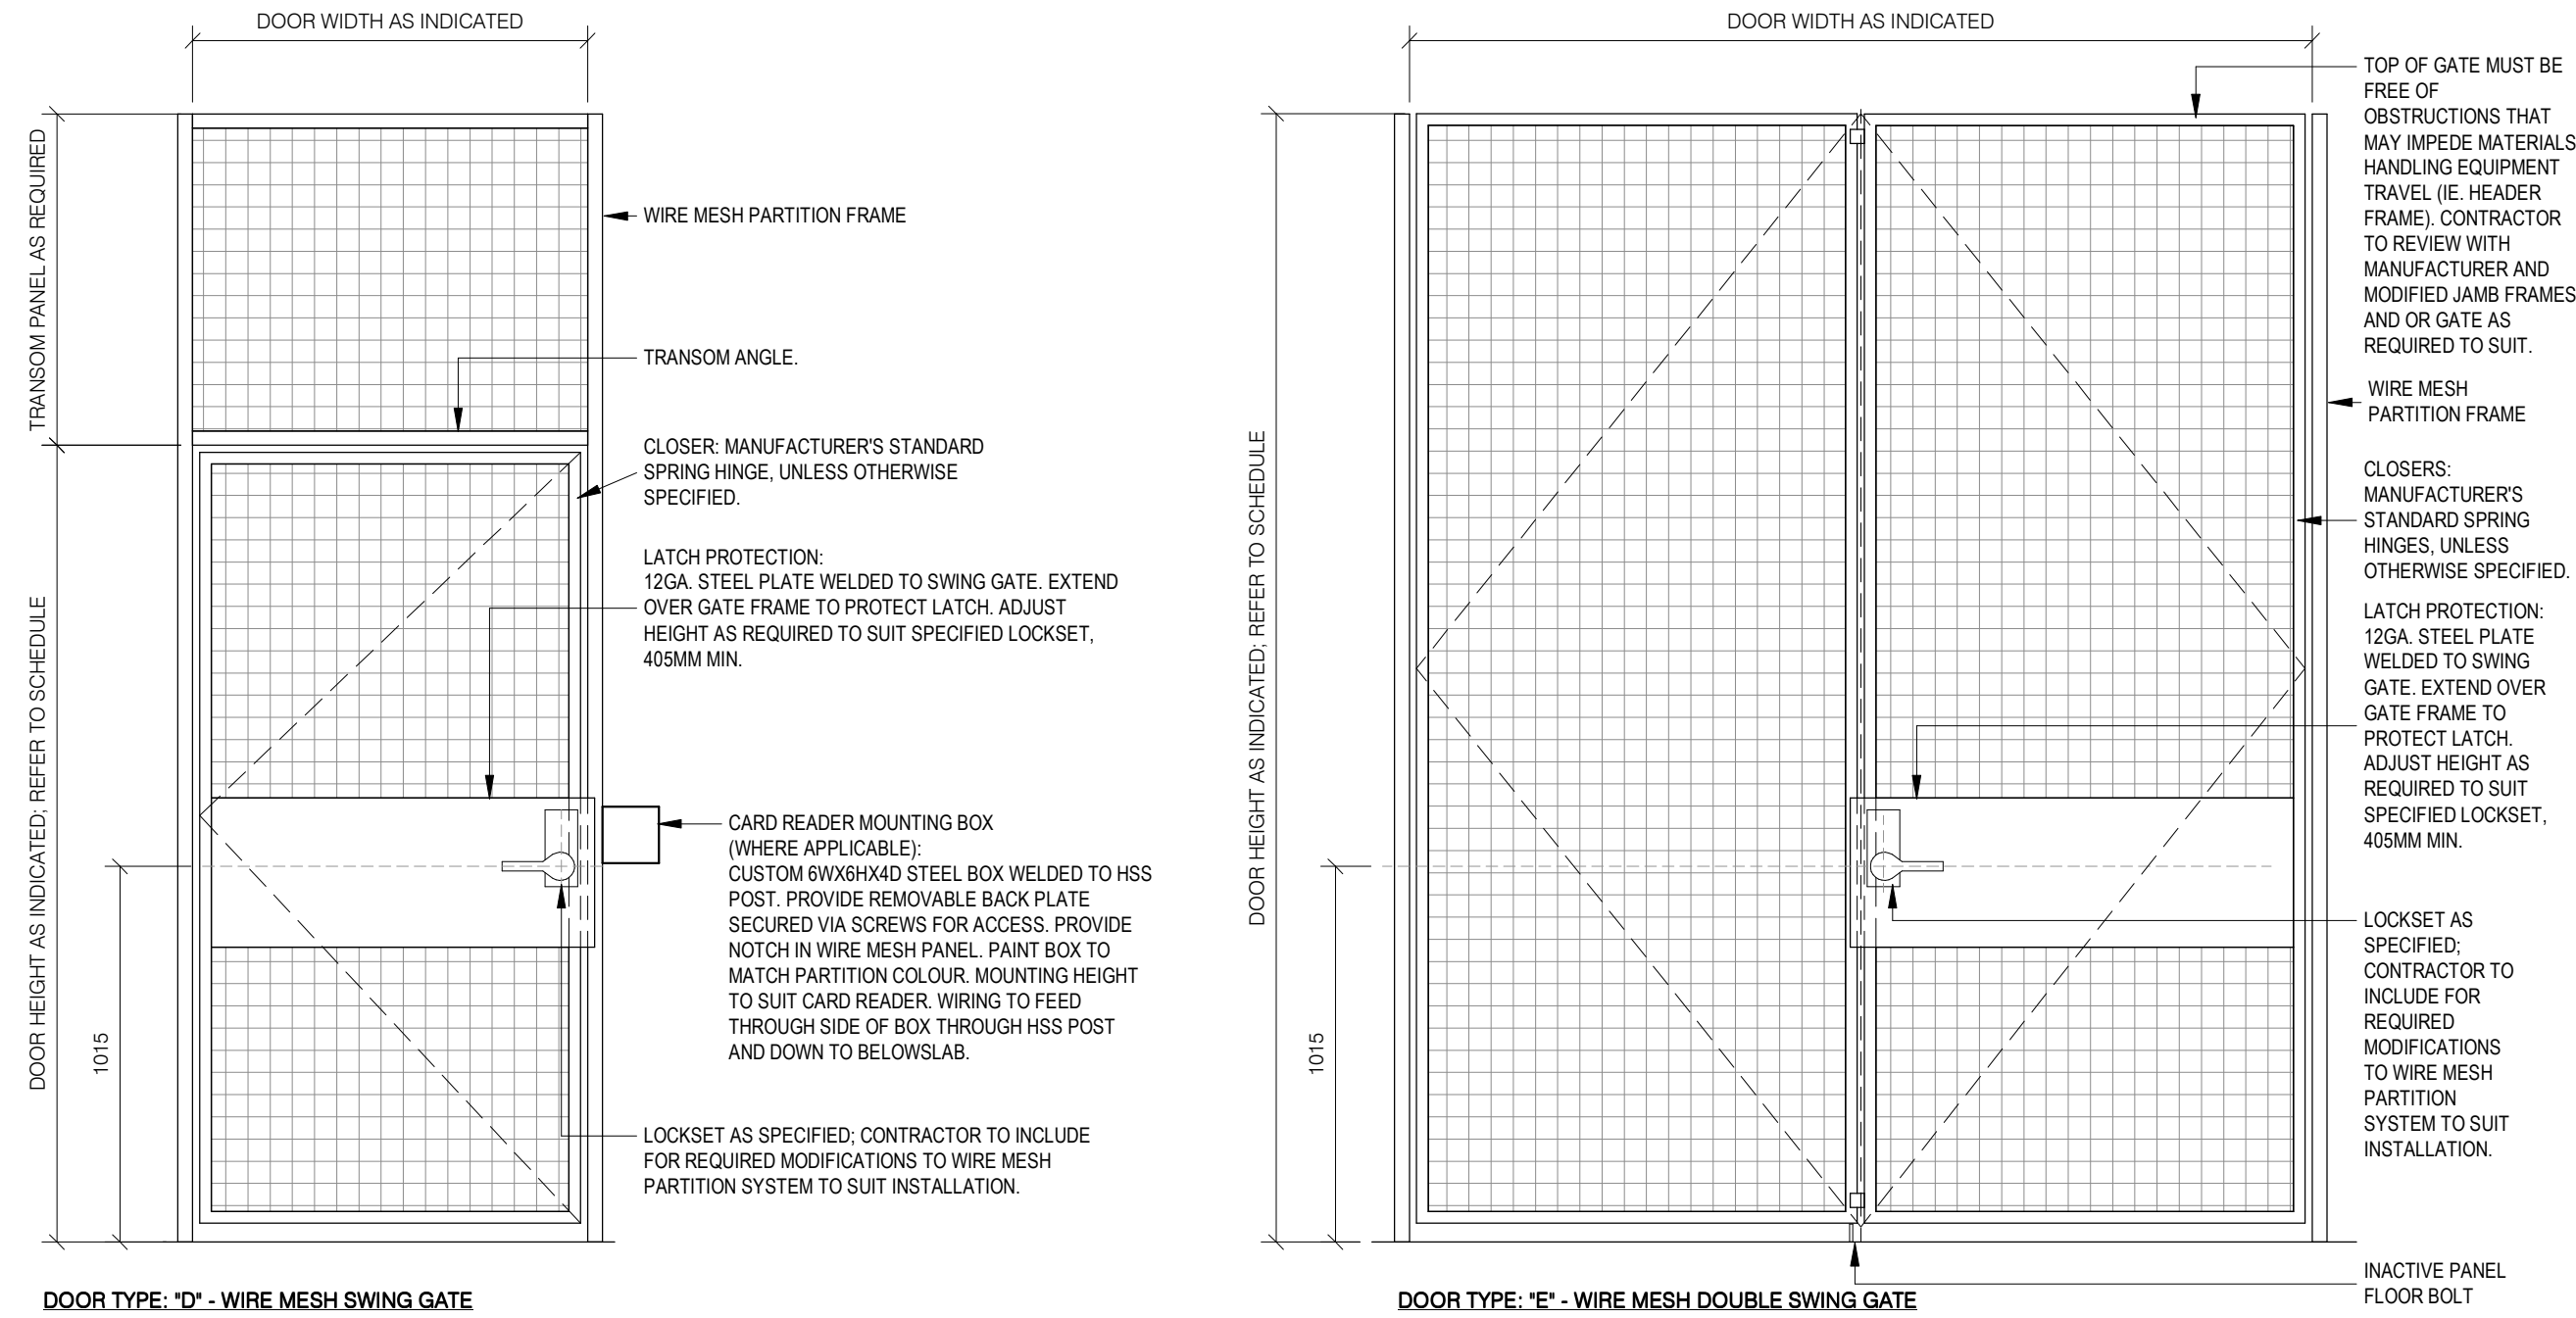 DOOR WIDTH AS INDICATED
TRANSOM PANEL AS REQUIRED
DOOR HEIGHT AS INDICATED; REFER TO SCHEDULE
1015
WIRE MESH PARTITION FRAME
TRANSOM ANGLE.
CLOSER: MANUFACTURER'S STANDARD
SPRING HINGE, UNLESS OTHERWISE
SPECIFIED.
LATCH PROTECTION:
12GA. STEEL PLATE WELDED TO SWING GATE. EXTEND
OVER GATE FRAME TO PROTECT LATCH. ADJUST
HEIGHT AS REQUIRED TO SUIT SPECIFIED LOCKSET,
405MM MIN.
CARD READER MOUNTING BOX
(WHERE APPLICABLE):
CUSTOM 6WX6HX4D STEEL BOX WELDED TO HSS
POST. PROVIDE REMOVABLE BACK PLATE
SECURED VIA SCREWS FOR ACCESS. PROVIDE
NOTCH IN WIRE MESH PANEL. PAINT BOX TO
MATCH PARTITION COLOUR. MOUNTING HEIGHT
TO SUIT CARD READER. WIRING TO FEED
THROUGH SIDE OF BOX THROUGH HSS POST
AND DOWN TO BELOWSLAB.
LOCKSET AS SPECIFIED; CONTRACTOR TO INCLUDE
FOR REQUIRED MODIFICATIONS TO WIRE MESH
PARTITION SYSTEM TO SUIT INSTALLATION.
DOOR TYPE: "D" - WIRE MESH SWING GATE
DOOR WIDTH AS INDICATED
DOOR HEIGHT AS INDICATED; REFER TO SCHEDULE
1015
TOP OF GATE MUST BE
FREE OF
OBSTRUCTIONS THAT
MAY IMPEDE MATERIALS
HANDLING EQUIPMENT
TRAVEL (IE. HEADER
FRAME). CONTRACTOR
TO REVIEW WITH
MANUFACTURER AND
MODIFIED JAMB FRAMES
AND OR GATE AS
REQUIRED TO SUIT.
WIRE MESH
PARTITION FRAME
CLOSERS:
MANUFACTURER'S
STANDARD SPRING
HINGES, UNLESS
OTHERWISE SPECIFIED.
LATCH PROTECTION:
12GA. STEEL PLATE
WELDED TO SWING
GATE. EXTEND OVER
GATE FRAME TO
PROTECT LATCH.
ADJUST HEIGHT AS
REQUIRED TO SUIT
SPECIFIED LOCKSET,
405MM MIN.
LOCKSET AS
SPECIFIED;
CONTRACTOR TO
INCLUDE FOR
REQUIRED
MODIFICATIONS
TO WIRE MESH
PARTITION
SYSTEM TO SUIT
INSTALLATION.
INACTIVE PANEL
FLOOR BOLT
DOOR TYPE: "E" - WIRE MESH DOUBLE SWING GATE